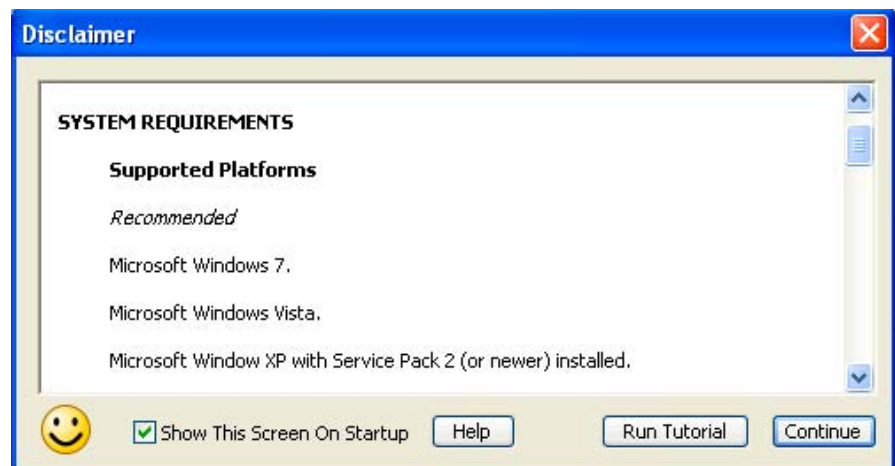 Disclaimer
SYSTEM REQUIREMENTS
Supported Platforms
Recommended
Microsoft Windows 7.
Microsoft Windows Vista.
Microsoft Window XP with Service Pack 2 (or newer) installed.
Show This Screen On Startup Help Run Tutorial Continue